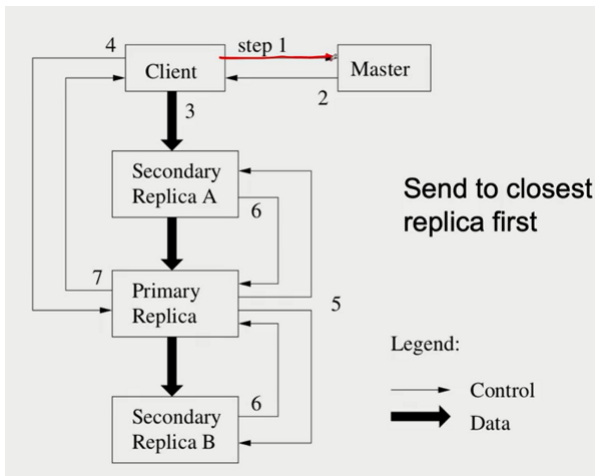 4
step 1
Client
Master
2
3
Secondary
Replica A
6
Send to closest
replica first
7
Primary
Replica
5
Legend:
Control
Data
6
Secondary
Replica B